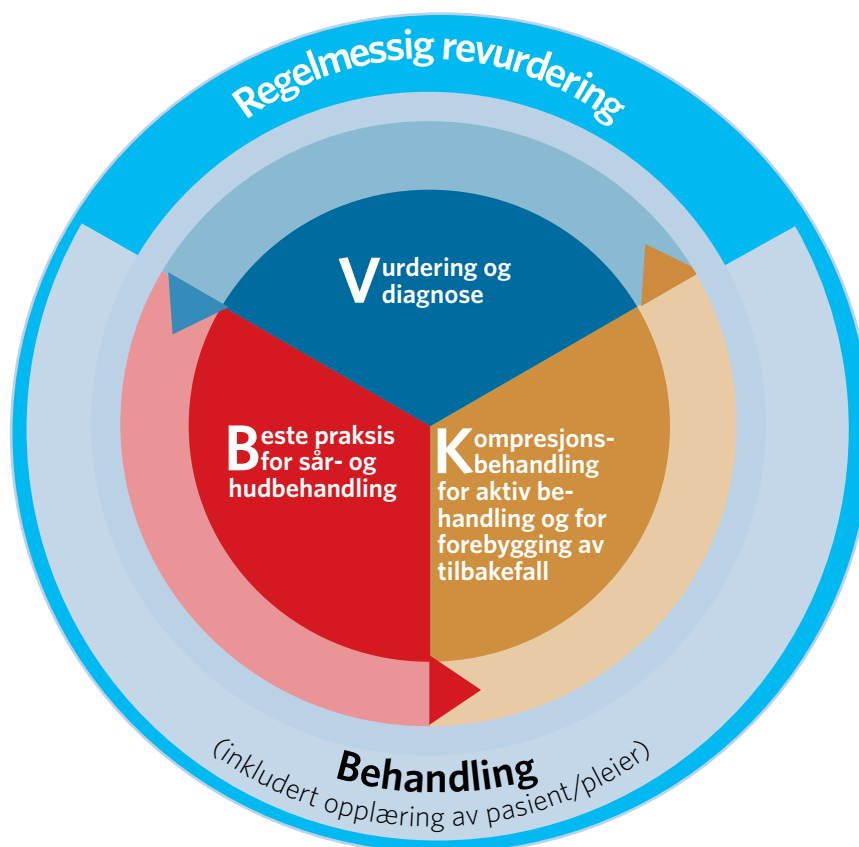 Regelmessig revurdering
Vurdering og
diagnose
Beste praksis
for sår- og
hudbehandling
Kompresjons-
behandling
for aktiv be-
handling og for
forebygging av
tilbakefall
Behandling
(inkludert opplæring av pasient/pleier)